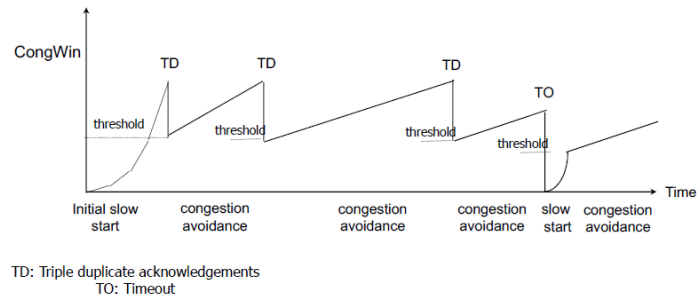 CongWin
TD
TD
TD
TO
threshold
threshold
threshold
threshold
Time
Initial slow
start
congestion
avoidance
congestion
avoidance
congestion
avoidance
slow
start
congestion
avoidance
TD: Triple duplicate acknowledgements
TO: Timeout